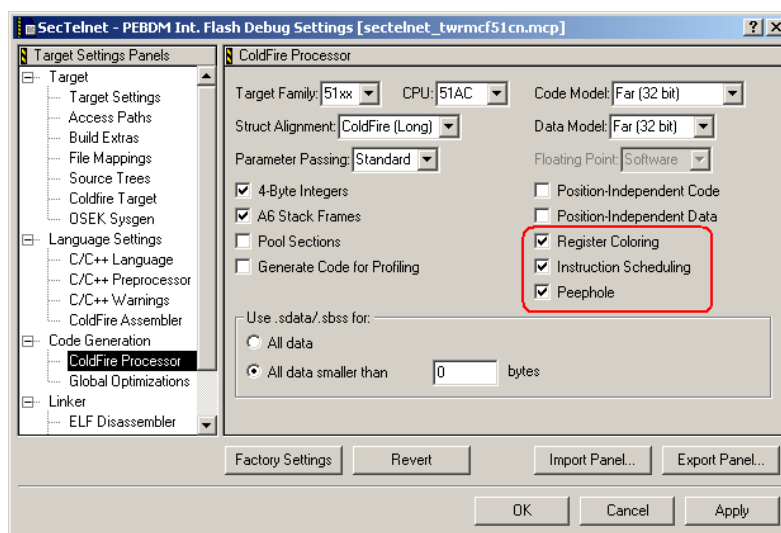 SecTelnet - PEBDM Int. Flash Debug Settings [sectelnet_twrmcf51cn.mcp]
Target Settings Panels
Target
Target Settings
Access Paths
Build Extras
File Mappings
Source Trees
Coldfire Target
OSEK Sysgen
Language Settings
C/C++ Language
C/C++ Preprocessor
C/C++ Warnings
ColdFire Assembler
Code Generation
ColdFire Processor
Global Optimizations
Linker
ELF Disassembler
ColdFire Processor
Target Family: 51xx CPU: 51AC Code Model: Far (32 bit)
Struct Alignment: ColdFire (Long) Data Model: Far (32 bit)
Parameter Passing: Standard Floating Point: Software
4-Byte Integers Position-Independent Code
A6 Stack Frames Position-Independent Data
Pool Sections Register Coloring
Generate Code for Profiling Instruction Scheduling
Peephole
Use .sdata/.sbss for:
All data
All data smaller than 0 bytes
Factory Settings Revert Import Panel... Export Panel...
OK Cancel Apply